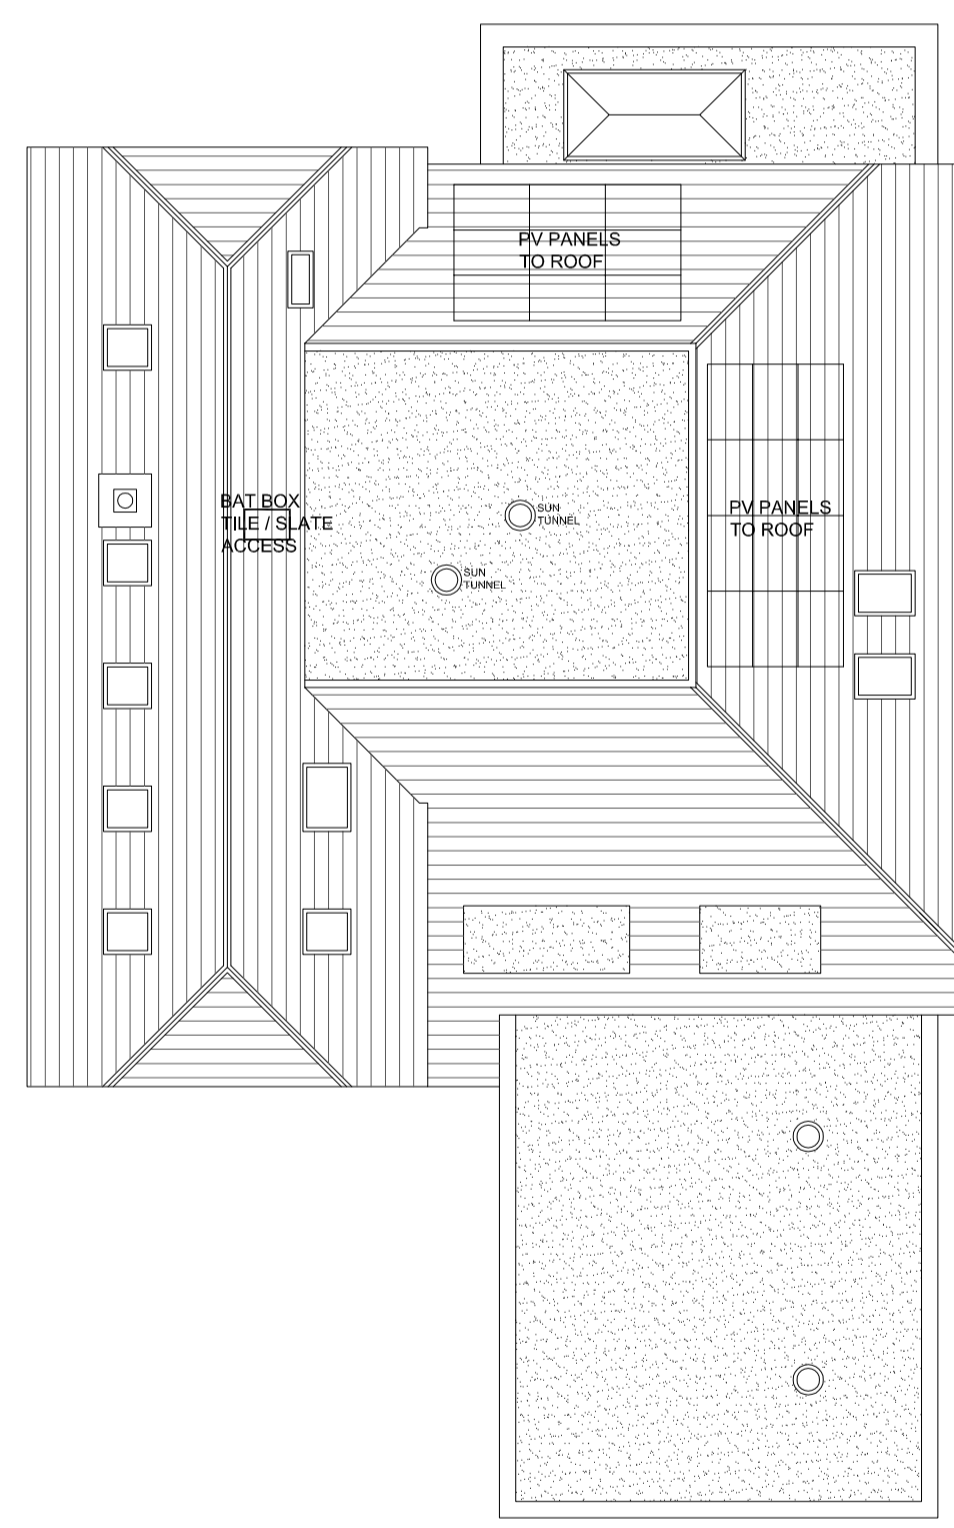 PV PANELS
TO ROOF
BAT BOX
TILE / SLATE
ACCESS
SUN
TUNNEL
SUN
TUNNEL
PV PANELS
TO ROOF